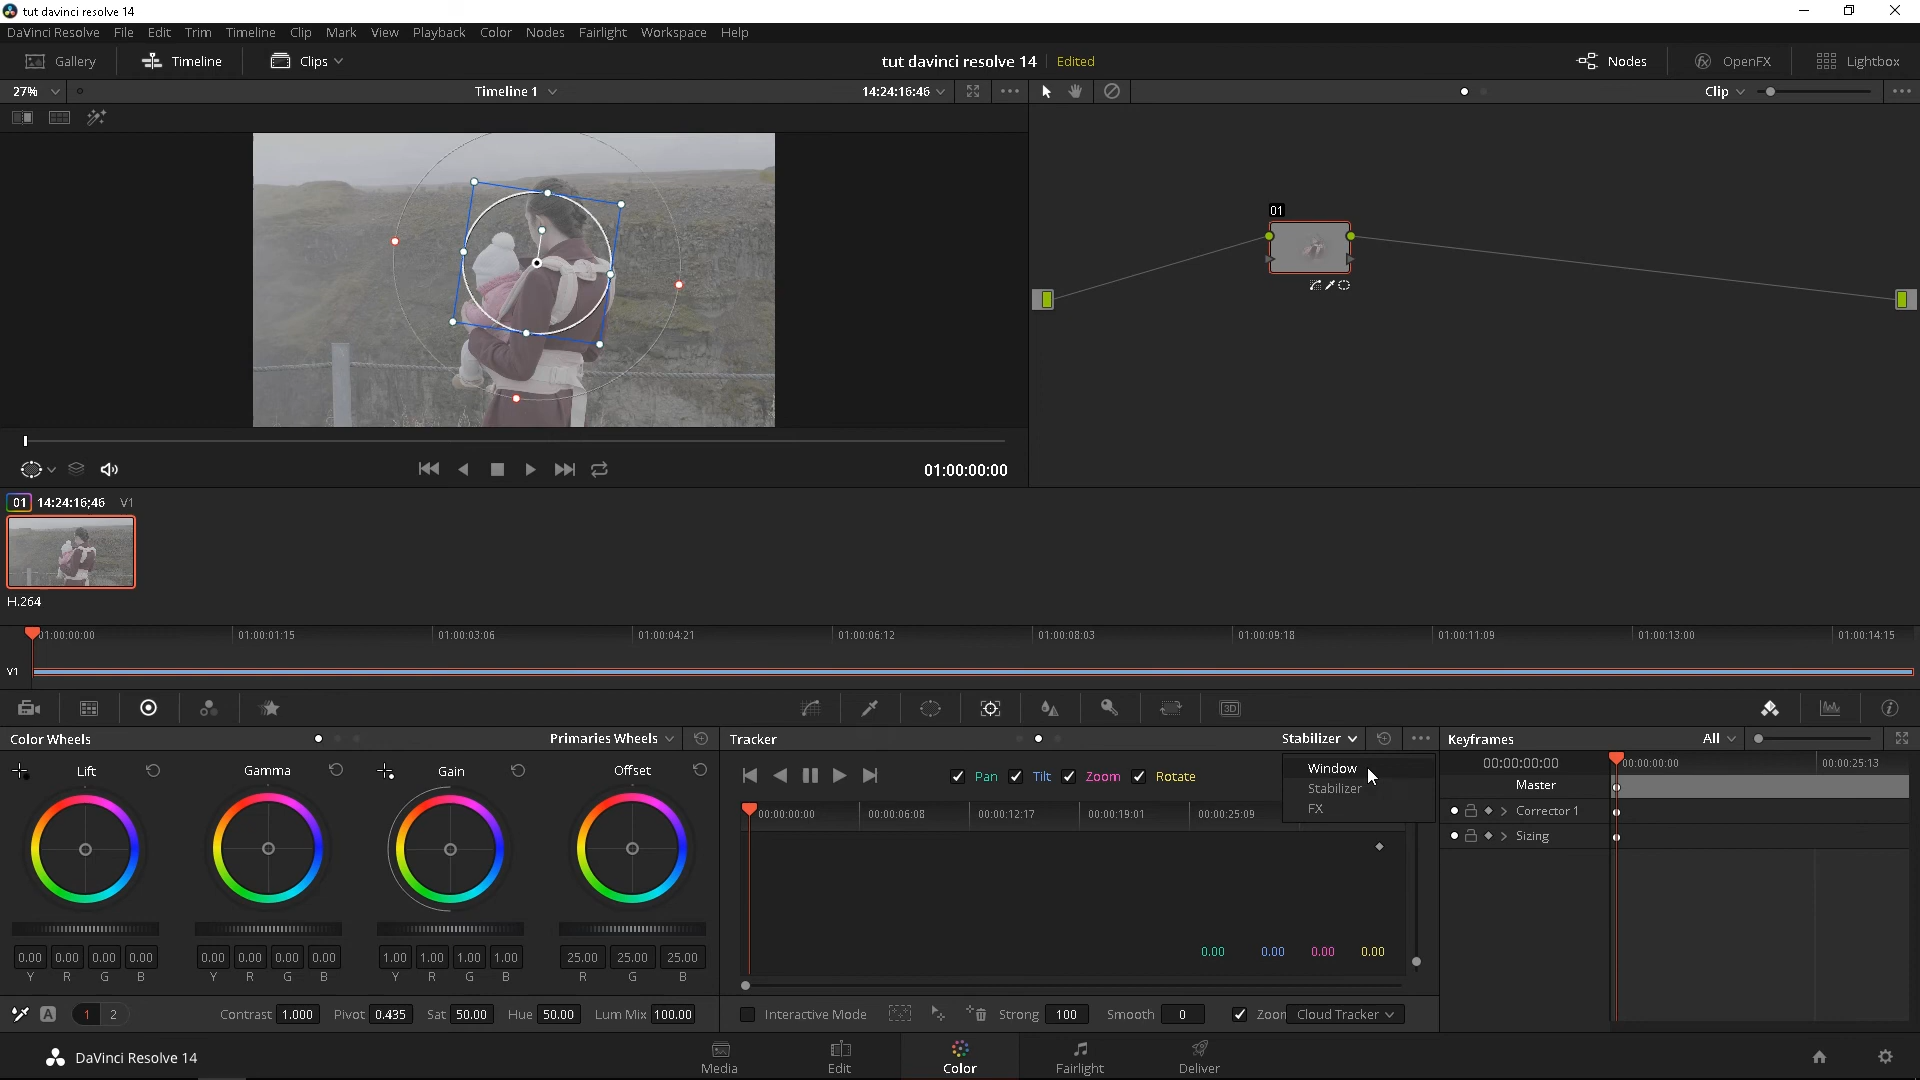 tut davinci resolve 14
DaVinci Resolve File Edit Trim Timeline Clip Mark View Playback Color Nodes Fairlight Workspace Help
Gallery Timeline Clips tut davinci resolve 14 Edited Nodes OpenFX Lightbox
27% Timeline 1 14:24:16:46 Clip
01
01:00:00:00
01 14:24:16;46 V1
H.264
01:00:00:00 01:00:01:15 01:00:03:06 01:00:04:21 01:00:06:12 01:00:08:03 01:00:09:18 01:00:11:09 01:00:13:00 01:00:14:15
V1
3D
Color Wheels Primaries Wheels Tracker Stabilizer Keyframes All
Lift Gamma Gain Offset
Pan Tilt Zoom Rotate
Window
Stabilizer
FX
00:00:00:00 00:00:06:08 00:00:12:17 00:00:19:01 00:00:25:09
00:00:00:00 00:00:00:00 00:00:25:13
Master
Corrector 1
Sizing
0.00 0.00 0.00 0.00
0.00 0.00 0.00 0.00 0.00 0.00 0.00 0.00 1.00 1.00 1.00 1.00 25.00 25.00 25.00
Y R G B Y R G B Y R G B R G B
A 1 2 Contrast 1.000 Pivot 0.435 Sat 50.00 Hue 50.00 Lum Mix 100.00
Interactive Mode Strong 100 Smooth 0 Zoom Cloud Tracker
DaVinci Resolve 14
Media Edit Color Fairlight Deliver